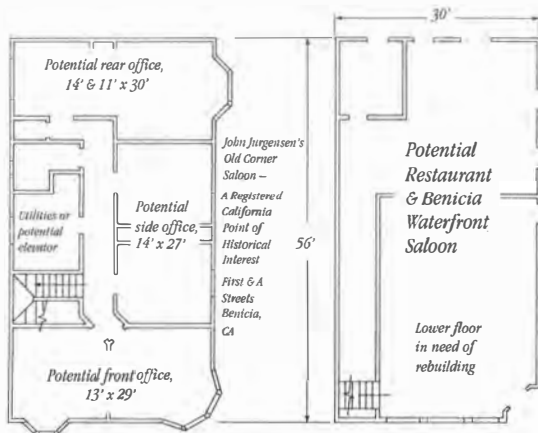 30'
Potential rear office,
14' & 11' x 30'
John Jurgensen's
Old Corner
Saloon –
A Registered
California
Point of
Historical
Interest
First & A
Streets
Benicia,
CA
56'
Utilities or
potential
elevator
Potential
side office,
14' x 27'
Potential front office,
13' x 29'
Potential
Restaurant
& Benicia
Waterfront
Saloon
Lower floor
in need of
rebuilding